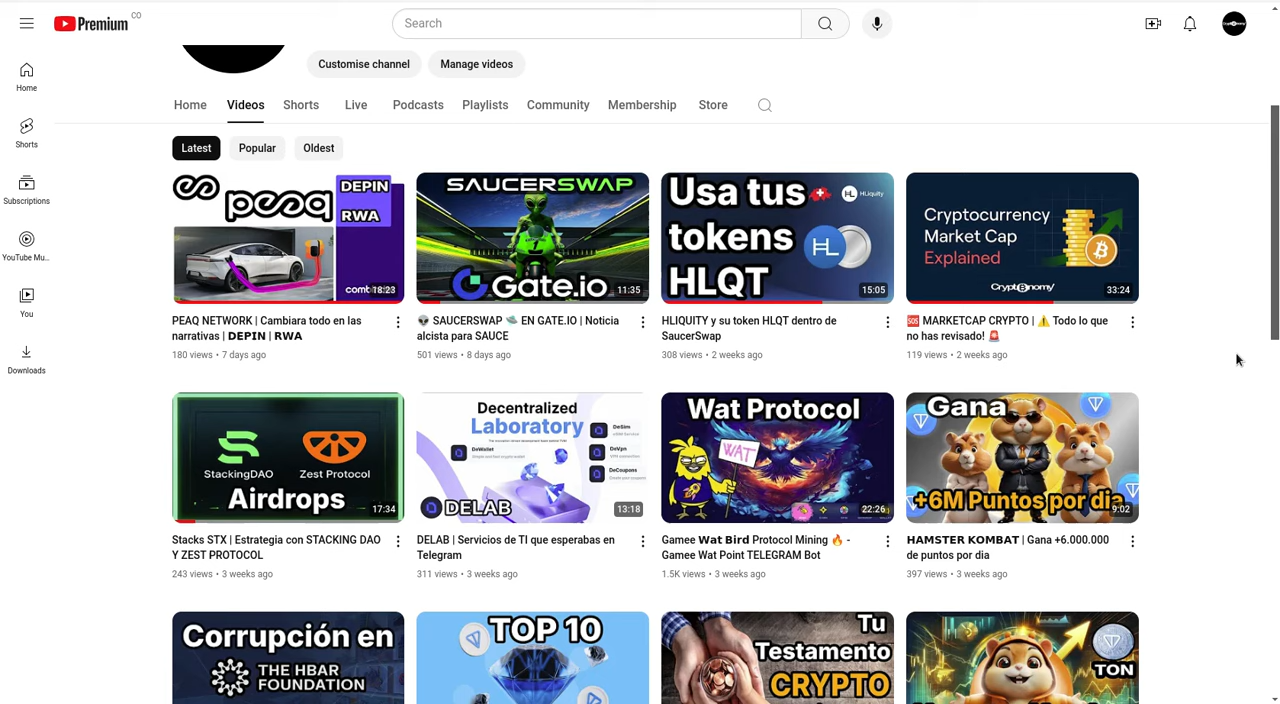 Premium CO
Search
Customise channel
Manage videos
Home
Videos
Shorts
Live
Podcasts
Playlists
Community
Membership
Store
Home
Shorts
Subscriptions
YouTube Mu...
You
Downloads
Latest
Popular
Oldest
peaq
DEPIN
RWA
18:23
PEAQ NETWORK | Cambiara todo en las
narrativas | DEPIN | RWA
180 views • 7 days ago
SAUCERSWAP
Gate.io
11:35
👽 SAUCERSWAP 🛸 EN GATE.IO | Noticia
alcista para SAUCE
501 views • 8 days ago
Usa tus
tokens
HLQT
HLiquity
HL
15:05
HLIQUITY y su token HLQT dentro de
SaucerSwap
308 views • 2 weeks ago
Cryptocurrency
Market Cap
Explained
Cryptonomy
33:24
🆘 MARKETCAP CRYPTO | ⚠️ Todo lo que
no has revisado! 🚨
119 views • 2 weeks ago
StackingDAO
Zest Protocol
Airdrops
17:34
Stacks STX | Estrategia con STACKING DAO
Y ZEST PROTOCOL
243 views • 3 weeks ago
Decentralized
Laboratory
DeWallet
DeSim
DeVpn
DeCoupons
DELAB
13:18
DELAB | Servicios de TI que esperabas en
Telegram
311 views • 3 weeks ago
Wat Protocol
WAT
22:26
Gamee Wat Bird Protocol Mining 🔥 -
Gamee Wat Point TELEGRAM Bot
1.5K views • 3 weeks ago
Gana
+6M Puntos por dia
9:02
HAMSTER KOMBAT | Gana +6.000.000
de puntos por dia
397 views • 3 weeks ago
Corrupción en
THE HBAR
FOUNDATION
TOP 10
Tu
Testamento
CRYPTO
TON